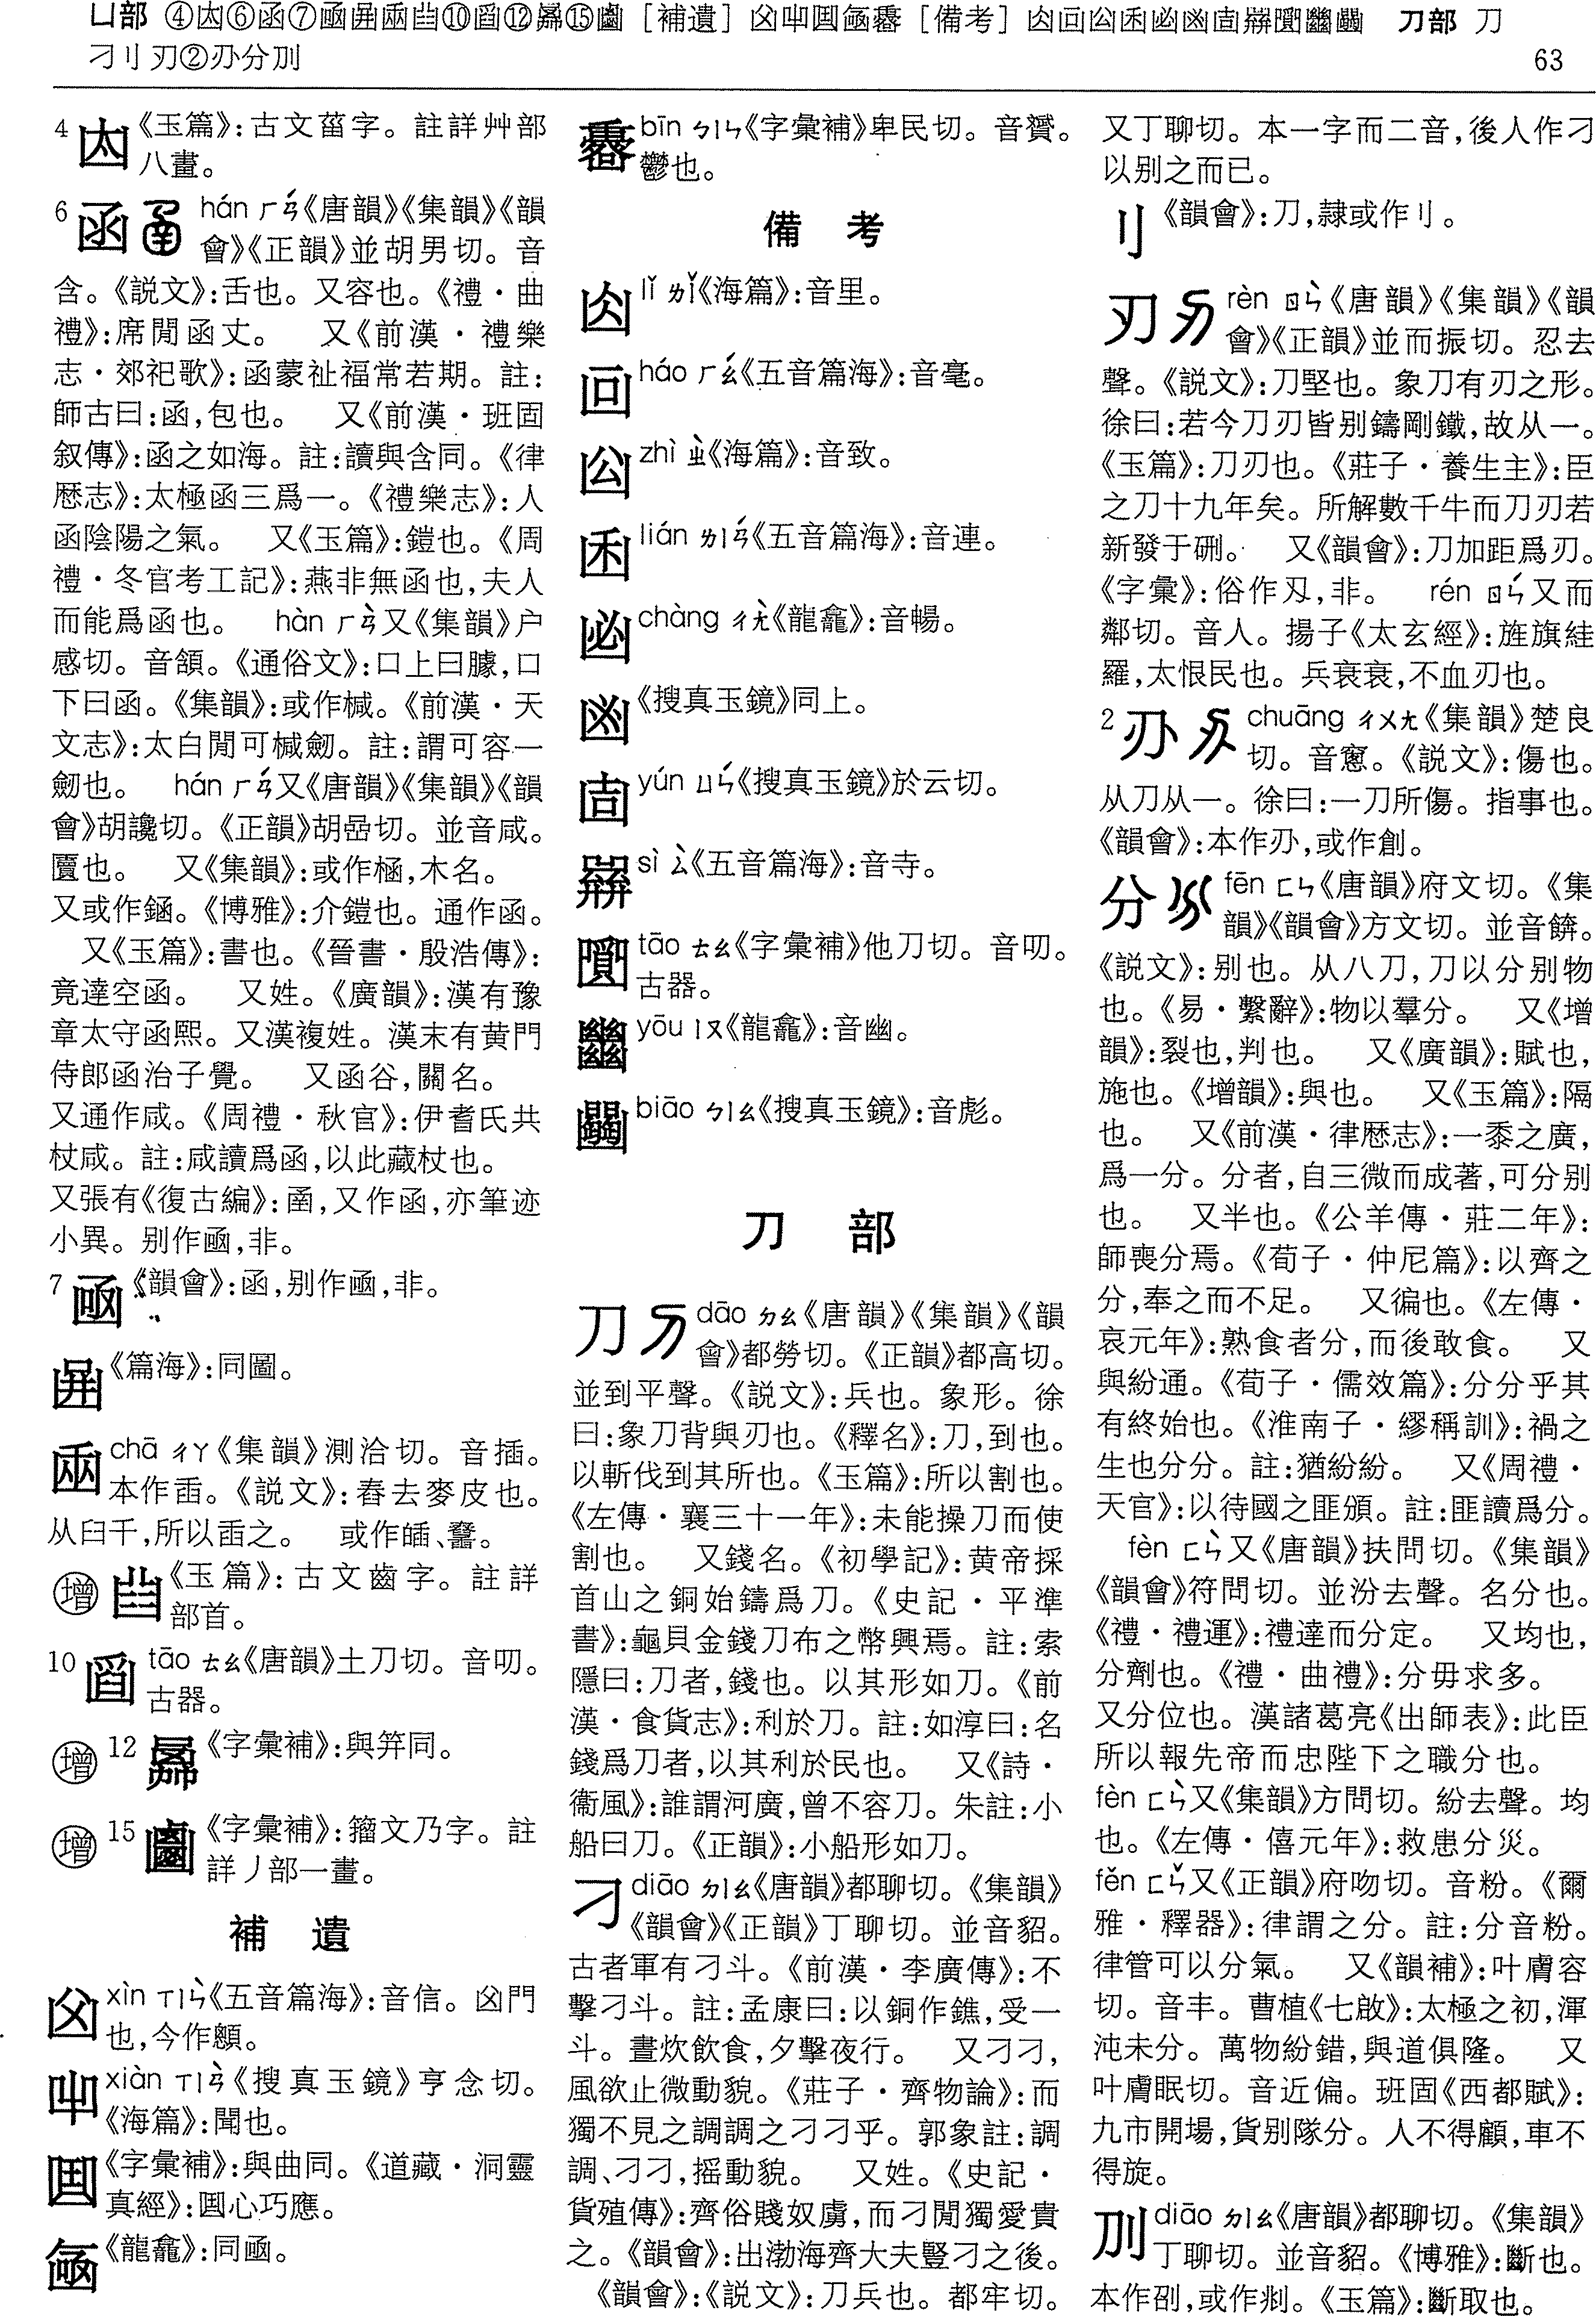 凵部 ④⑥函⑦⑩⑫⑮［補遺］［備考］ 刀部 刀
刁刂刃②刅分刐
63
4 《玉篇》：古文菑字。註詳艸部
八畫。
6 函 hán ㄏㄢˊ《唐韻》《集韻》《韻
會》《正韻》並胡男切。音
含。《説文》：舌也。又容也。《禮·曲
禮》：席閒函丈。 又《前漢·禮樂
志·郊祀歌》：函蒙祉福常若期。註：
師古曰：函，包也。 又《前漢·班固
叙傳》：函之如海。註：讀與含同。《律
厯志》：太極函三爲一。《禮樂志》：人
函陰陽之氣。 又《玉篇》：鎧也。《周
禮·冬官考工記》：燕非無函也，夫人
而能爲函也。 hàn ㄏㄢˋ又《集韻》户
感切。音頷。《通俗文》：口上曰臄，口
下曰函。《集韻》：或作椷。《前漢·天
文志》：太白閒可椷劒。註：謂可容一
劒也。 hán ㄏㄢˊ又《唐韻》《集韻》《韻
會》胡讒切。《正韻》胡嵒切。並音咸。
匵也。 又《集韻》：或作椢，木名。
又或作鋡。《博雅》：介鎧也。通作函。
又《玉篇》：書也。《晉書·殷浩傳》：
竟達空函。 又姓。《廣韻》：漢有豫
章太守函熙。又漢複姓。漢末有黄門
侍郎函治子覺。 又函谷，關名。
又通作咸。《周禮·秋官》：伊耆氏共
杖咸。註：咸讀爲函，以此藏杖也。
又張有《復古編》：圅，又作函，亦筆迹
小異。别作凾，非。
7 凾《韻會》：函，别作凾，非。
《篇海》：同圖。
chā ㄔㄚ《集韻》測洽切。音插。
本作臿。《説文》：舂去麥皮也。
从臼千，所以臿之。 或作、。
增 《玉篇》：古文齒字。註詳
部首。
10 tāo ㄊㄠ《唐韻》土刀切。音叨。
古器。
增 12 《字彙補》：與笄同。
增 15 《字彙補》：籀文乃字。註
詳丿部一畫。
補 遺
xìn ㄒㄧㄣˋ《五音篇海》：音信。凶門
也，今作顖。
xiàn ㄒㄧㄢˋ《搜真玉鏡》亨念切。
《海篇》：聞也。
《字彙補》：與曲同。《道藏·洞靈
真經》：心巧應。
《龍龕》：同凾。
bīn ㄅㄧㄣ《字彙補》卑民切。音贇。
鬱也。
備 考
lǐ ㄌㄧˇ《海篇》：音里。
háo ㄏㄠˊ《五音篇海》：音毫。
zhì ㄓˋ《海篇》：音致。
lián ㄌㄧㄢˊ《五音篇海》：音連。
chàng ㄔㄤˋ《龍龕》：音暢。
《搜真玉鏡》同上。
yún ㄩㄣˊ《搜真玉鏡》於云切。
sì ㄙˋ《五音篇海》：音寺。
tāo ㄊㄠ《字彙補》他刀切。音叨。
古器。
yōu ㄧㄡ《龍龕》：音幽。
biāo ㄅㄧㄠ《搜真玉鏡》：音彪。
刀 部
刀 dāo ㄉㄠ《唐韻》《集韻》《韻
會》都勞切。《正韻》都高切。
並到平聲。《説文》：兵也。象形。徐
曰：象刀背與刃也。《釋名》：刀，到也。
以斬伐到其所也。《玉篇》：所以割也。
《左傳·襄三十一年》：未能操刀而使
割也。 又錢名。《初學記》：黄帝採
首山之銅始鑄爲刀。《史記·平準
書》：龜貝金錢刀布之幣興焉。註：索
隱曰：刀者，錢也。以其形如刀。《前
漢·食貨志》：利於刀。註：如淳曰：名
錢爲刀者，以其利於民也。 又《詩·
衞風》：誰謂河廣，曾不容刀。朱註：小
船曰刀。《正韻》：小船形如刀。
刁 diāo ㄉㄧㄠ《唐韻》都聊切。《集韻》
《韻會》《正韻》丁聊切。並音貂。
古者軍有刁斗。《前漢·李廣傳》：不
擊刁斗。註：孟康曰：以銅作鐎，受一
斗。晝炊飲食，夕擊夜行。 又刁刁，
風欲止微動貌。《莊子·齊物論》：而
獨不見之調調之刁刁乎。郭象註：調
調、刁刁，摇動貌。 又姓。《史記·
貨殖傳》：齊俗賤奴虜，而刁閒獨愛貴
之。《韻會》：出渤海齊大夫豎刁之後。
《韻會》：《説文》：刀兵也。都牢切。
又丁聊切。本一字而二音，後人作刁
以别之而已。
刂《韻會》：刀，隸或作刂。
刃 rèn ㄖㄣˋ《唐韻》《集韻》《韻
會》《正韻》並而振切。忍去
聲。《説文》：刀堅也。象刀有刃之形。
徐曰：若今刀刃皆别鑄剛鐵，故从一。
《玉篇》：刀刃也。《莊子·養生主》：臣
之刀十九年矣。所解數千牛而刀刃若
新發于硎。 又《韻會》：刀加距爲刃。
《字彙》：俗作刄，非。 rén ㄖㄣˊ又而
鄰切。音人。揚子《太玄經》：旌旗絓
羅，太恨民也。兵衰衰，不血刃也。
2 刅 chuāng ㄔㄨㄤ《集韻》楚良
切。音窻。《説文》：傷也。
从刀从一。徐曰：一刀所傷。指事也。
《韻會》：本作刅，或作創。
分 fēn ㄈㄣ《唐韻》府文切。《集
韻》《韻會》方文切。並音餴。
《説文》：别也。从八刀，刀以分别物
也。《易·繫辭》：物以羣分。 又《增
韻》：裂也，判也。 又《廣韻》：賦也，
施也。《增韻》：與也。 又《玉篇》：隔
也。 又《前漢·律厯志》：一黍之廣，
爲一分。分者，自三微而成著，可分别
也。 又半也。《公羊傳·莊二年》：
師喪分焉。《荀子·仲尼篇》：以齊之
分，奉之而不足。 又徧也。《左傳·
哀元年》：熟食者分，而後敢食。 又
與紛通。《荀子·儒效篇》：分分乎其
有終始也。《淮南子·繆稱訓》：禍之
生也分分。註：猶紛紛。 又《周禮·
天官》：以待國之匪頒。註：匪讀爲分。
fèn ㄈㄣˋ又《唐韻》扶問切。《集韻》
《韻會》符問切。並汾去聲。名分也。
《禮·禮運》：禮達而分定。 又均也，
分劑也。《禮·曲禮》：分毋求多。
又分位也。漢諸葛亮《出師表》：此臣
所以報先帝而忠陛下之職分也。
fèn ㄈㄣˋ又《集韻》方問切。紛去聲。均
也。《左傳·僖元年》：救患分災。
fěn ㄈㄣˇ又《正韻》府吻切。音粉。《爾
雅·釋器》：律謂之分。註：分音粉。
律管可以分氣。 又《韻補》：叶膚容
切。音丰。曹植《七啟》：太極之初，渾
沌未分。萬物紛錯，與道俱隆。 又
叶膚眠切。音近偏。班固《西都賦》：
九市開場，貨别隊分。人不得顧，車不
得旋。
刐 diāo ㄉㄧㄠ《唐韻》都聊切。《集韻》
丁聊切。並音貂。《博雅》：斷也。
本作刟，或作㓮。《玉篇》：斷取也。